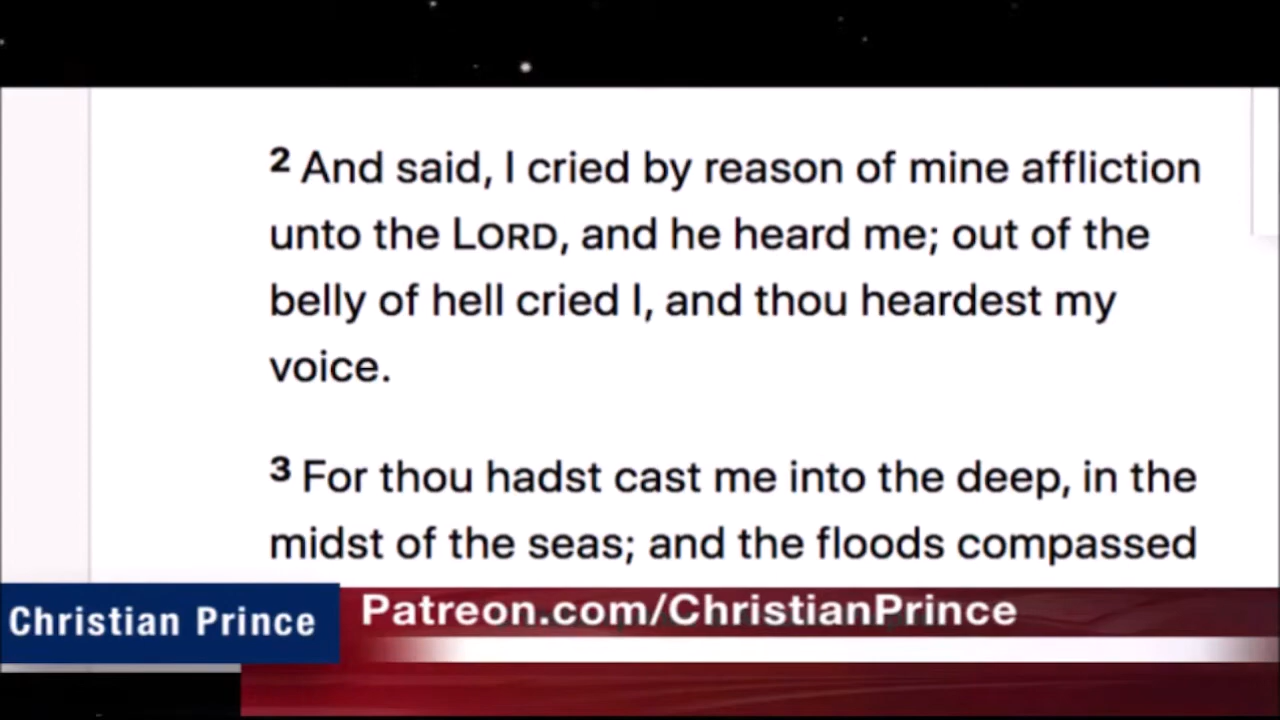 2 And said, I cried by reason of mine affliction
unto the LORD, and he heard me; out of the
belly of hell cried I, and thou heardest my
voice.
3 For thou hadst cast me into the deep, in the
midst of the seas; and the floods compassed
Christian Prince
Patreon.com/ChristianPrince